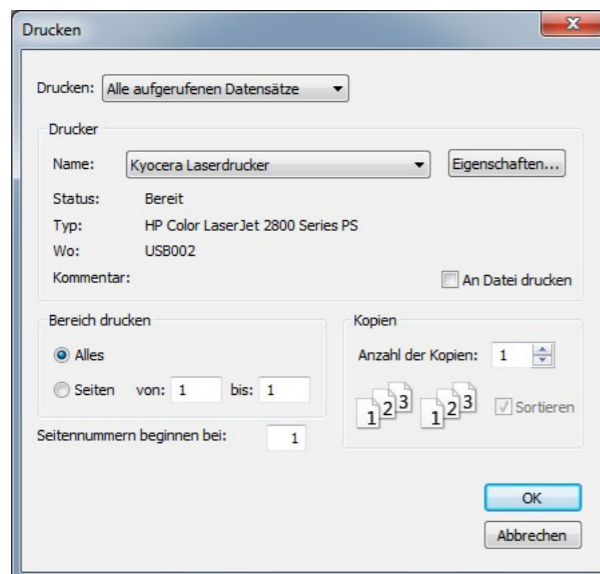 Drucken
Drucken: Alle aufgerufenen Datensätze
Drucker
Name: Kyocera Laserdrucker Eigenschaften...
Status: Bereit
Typ: HP Color LaserJet 2800 Series PS
Wo: USB002
Kommentar: An Datei drucken
Bereich drucken
Alles
Seiten von: 1 bis: 1
Seitennummern beginnen bei: 1
Kopien
Anzahl der Kopien: 1
1 2 3 1 2 3 Sortieren
OK
Abbrechen